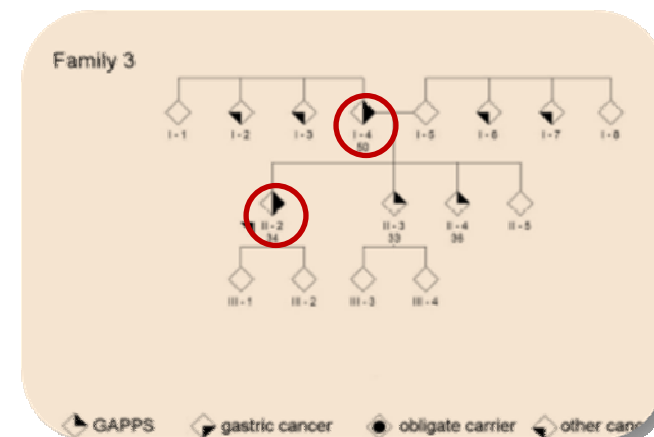 Family 3
I-1 I-2 I-3 I-4 I-5 I-6 I-7 I-8
50
II-2 II-3 II-4 II-5
34 33 36
III-1 III-2 III-3 III-4
GAPPS gastric cancer obligate carrier other canc